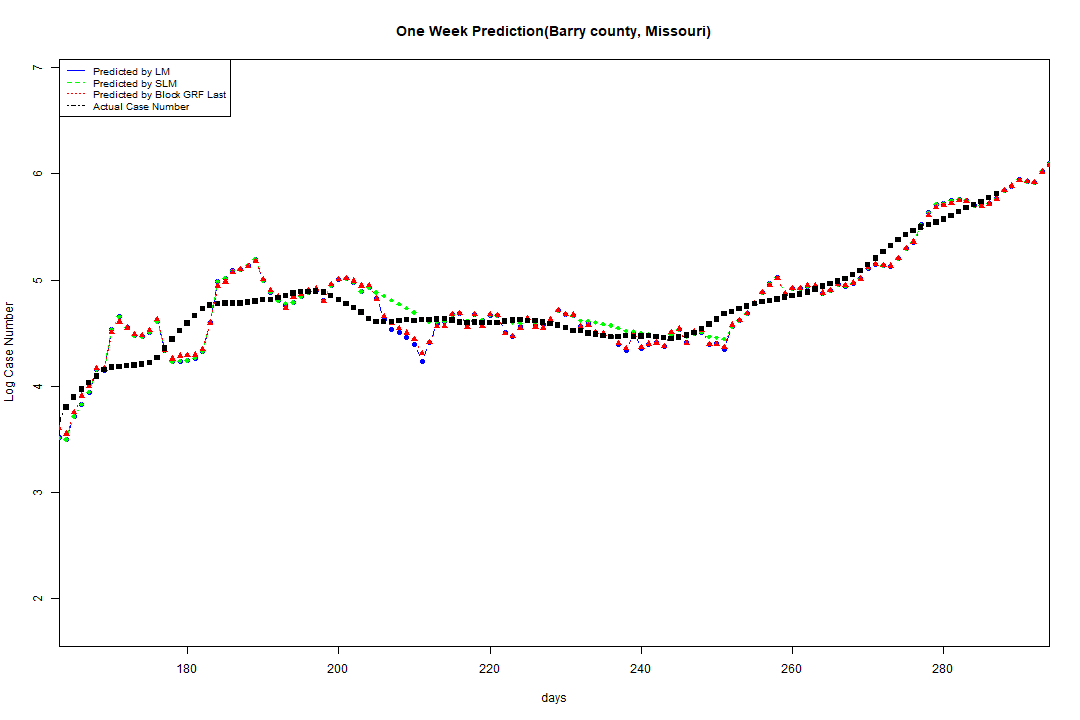 One Week Prediction(Barry county, Missouri)
Predicted by LM
Predicted by SLM
Predicted by Block GRF Last
Actual Case Number
7
6
5
4
3
2
Log Case Number
180 200 220 240 260 280
days